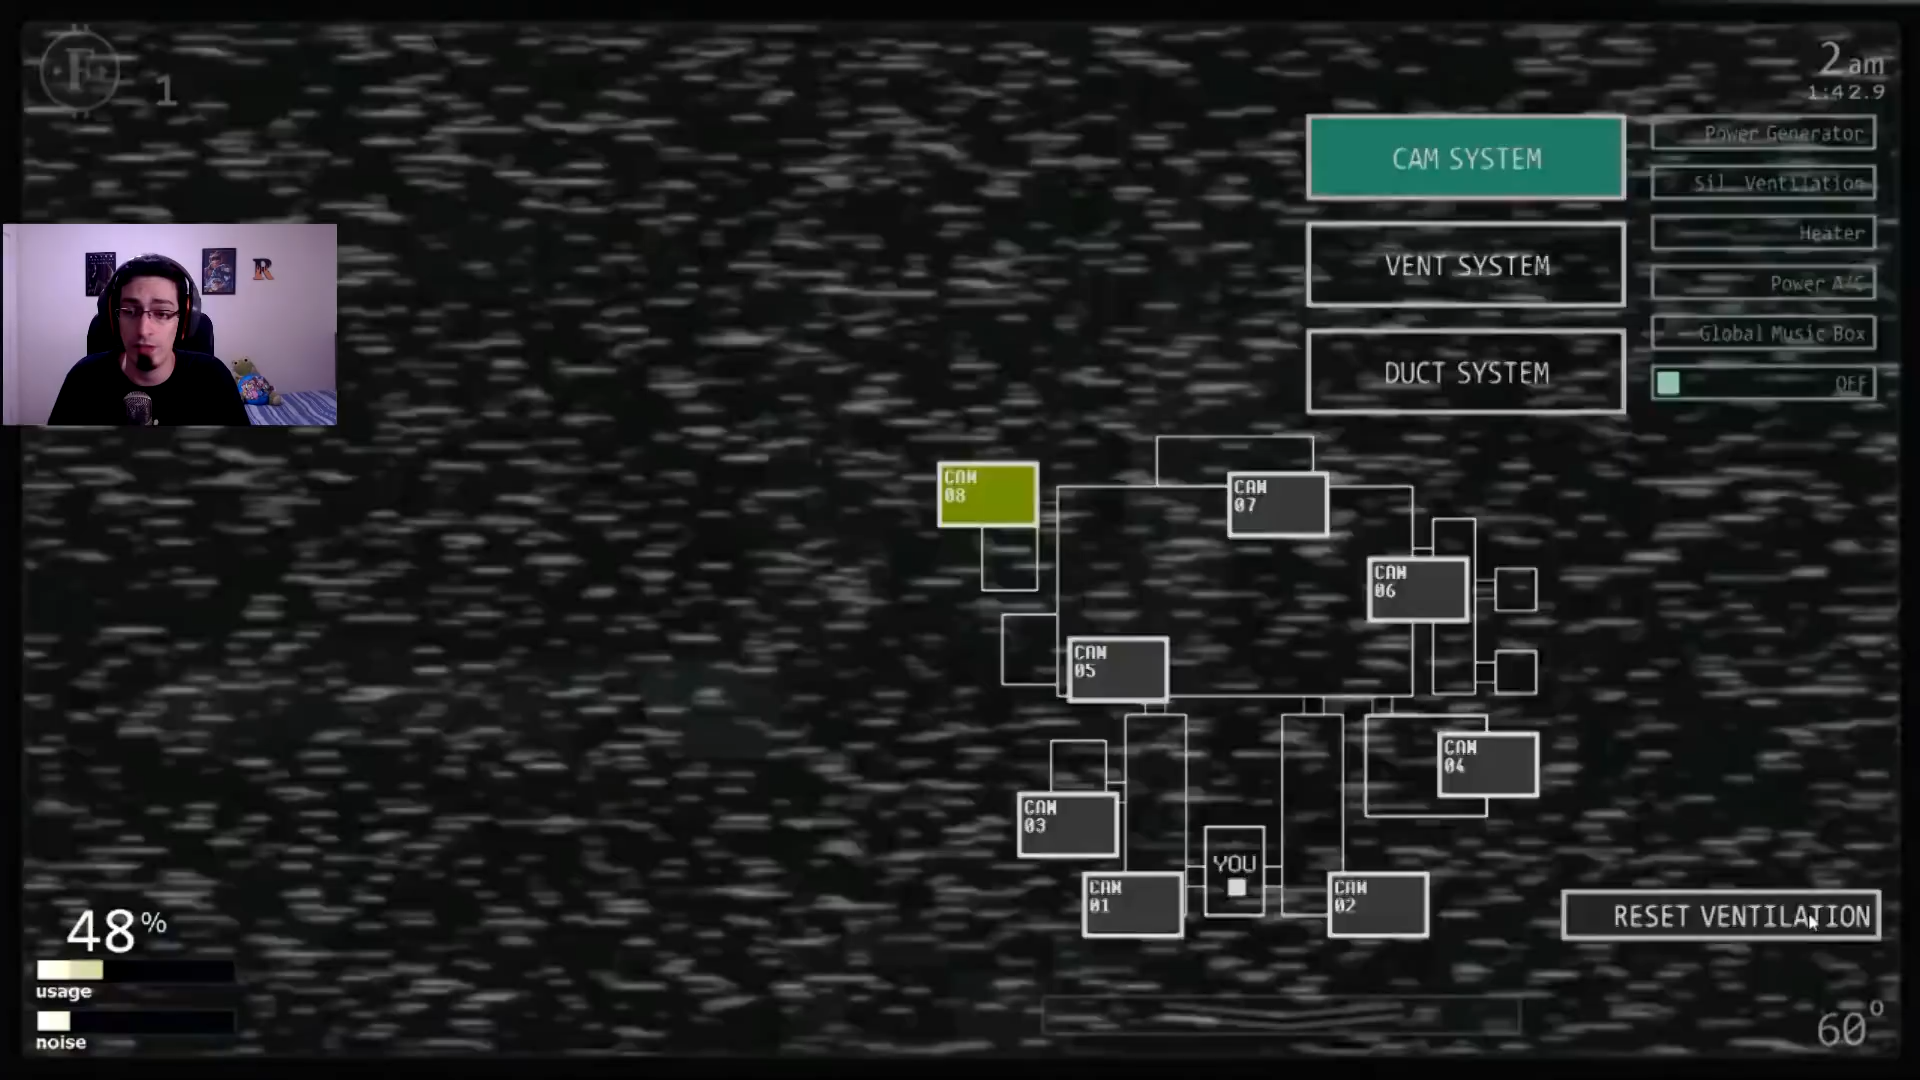 F
1
2 am
1:42.9
CAM SYSTEM
VENT SYSTEM
DUCT SYSTEM
Power Generator
Sil. Ventilation
Heater
Power A/C
Global Music Box
OFF
R
CAM
08
CAM
07
CAM
06
CAM
05
CAM
04
CAM
03
YOU
CAM
01
CAM
02
RESET VENTILATION
48%
usage
noise
60°